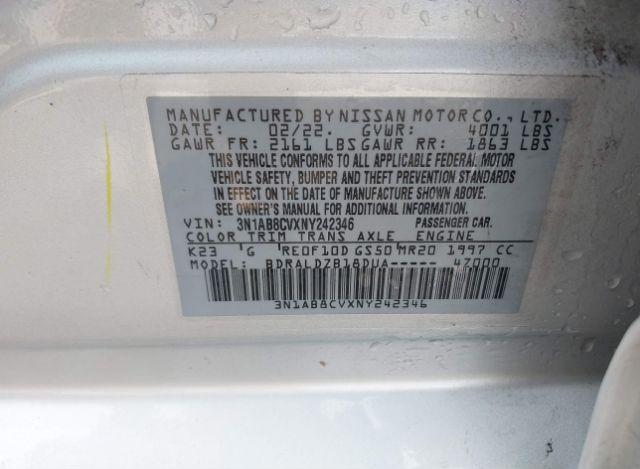 MANUFACTURED BY NISSAN MOTOR CO., LTD.
DATE: 02/22. GVWR: 4001 LBS
GAWR FR: 2161 LBS GAWR RR: 1863 LBS
THIS VEHICLE CONFORMS TO ALL APPLICABLE FEDERAL MOTOR
VEHICLE SAFETY, BUMPER AND THEFT PREVENTION STANDARDS
IN EFFECT ON THE DATE OF MANUFACTURE SHOWN ABOVE.
SEE OWNER'S MANUAL FOR ADDITIONAL INFORMATION.
VIN: 3N1AB8CVXNY242346 PASSENGER CAR.
COLOR TRIM TRANS AXLE ENGINE
K23 G RE0F10D GS50 MR20 1997 CC
MODEL: BDRALDZB18DUA----- 47000
3N1AB8CVXNY242346